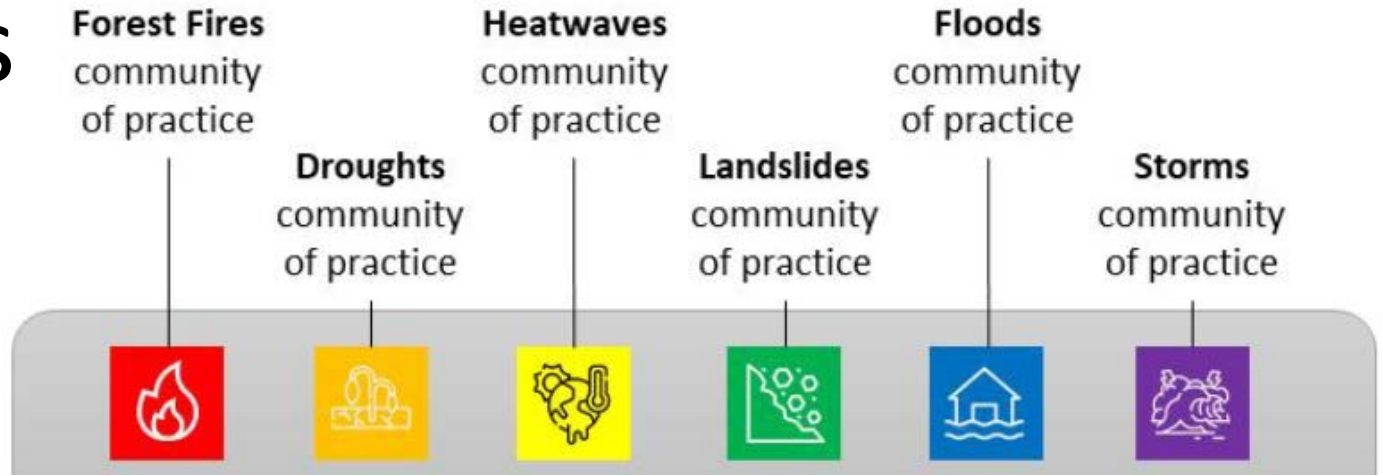 s
Forest Fires
community
of practice
Droughts
community
of practice
Heatwaves
community
of practice
Landslides
community
of practice
Floods
community
of practice
Storms
community
of practice